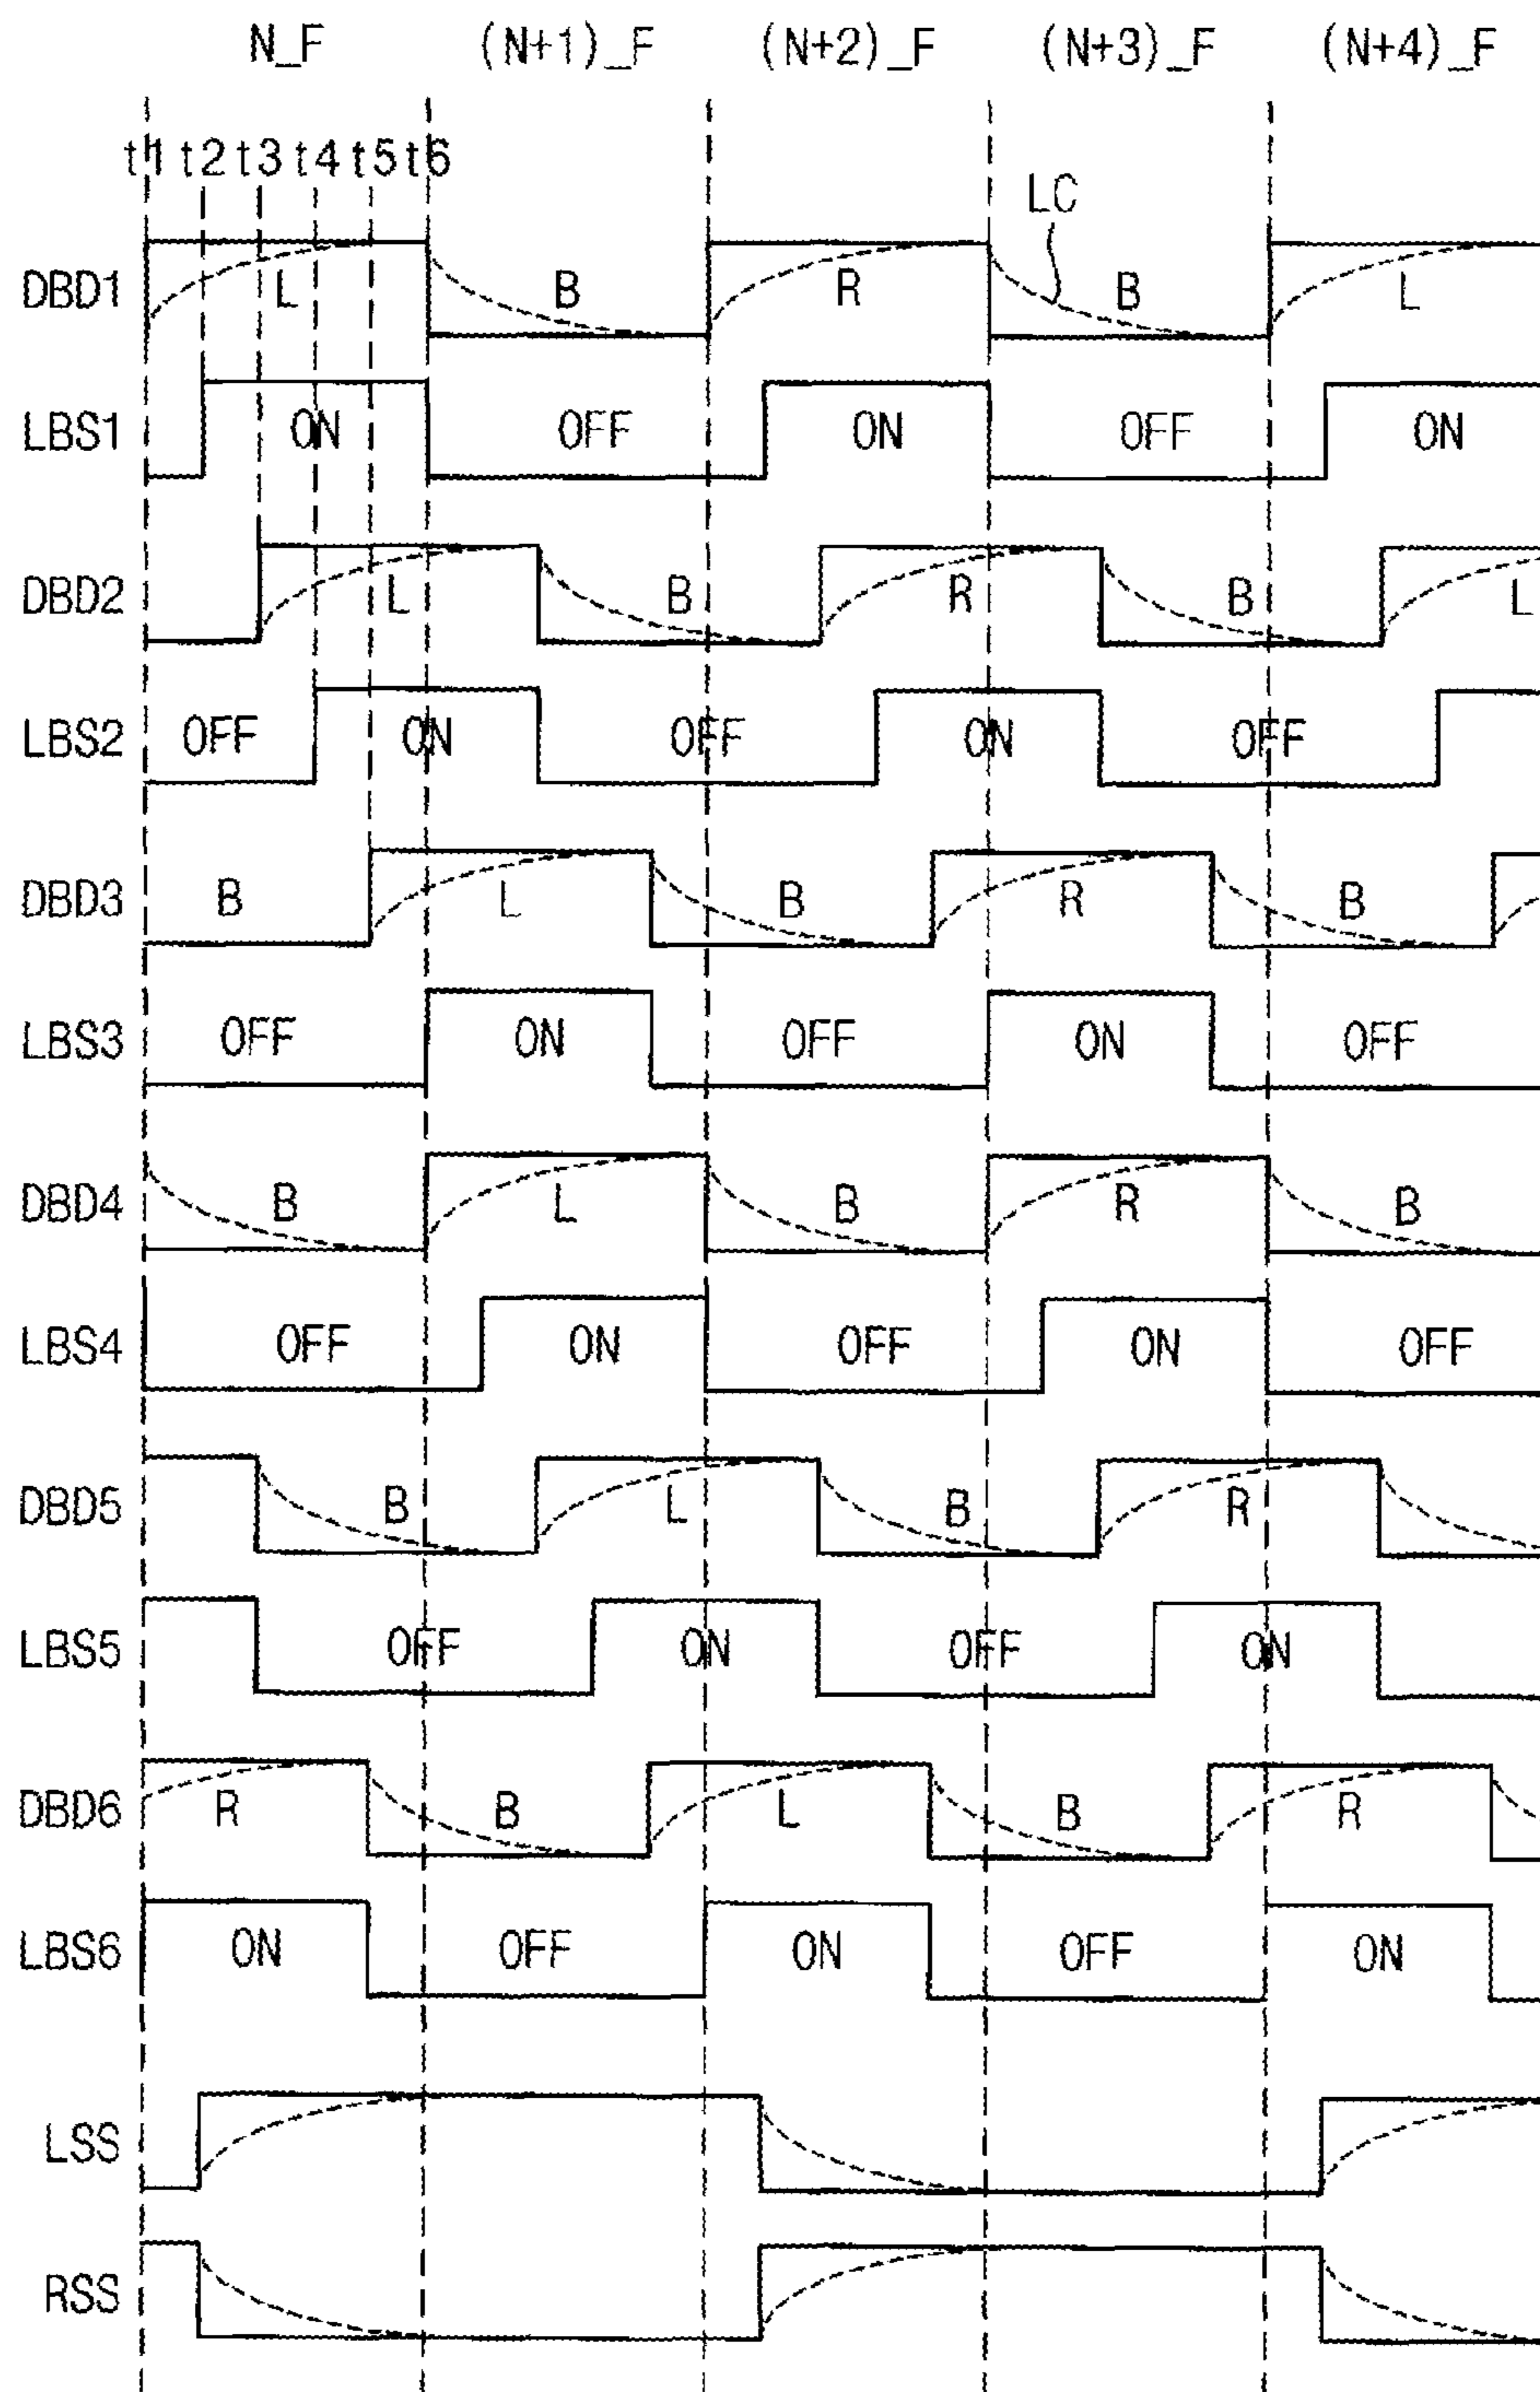 N_F (N+1)_F (N+2)_F (N+3)_F (N+4)_F
t1 t2 t3 t4 t5 t6
LC
DBD1 L B R B L
LBS1 ON OFF ON OFF ON
DBD2 L B R B L
LBS2 OFF ON OFF ON OFF
DBD3 B L B R B
LBS3 OFF ON OFF ON OFF
DBD4 B L B R B
LBS4 OFF ON OFF ON OFF
DBD5 B L B R
LBS5 OFF ON OFF ON
DBD6 R B L B R
LBS6 ON OFF ON OFF ON
LSS
RSS